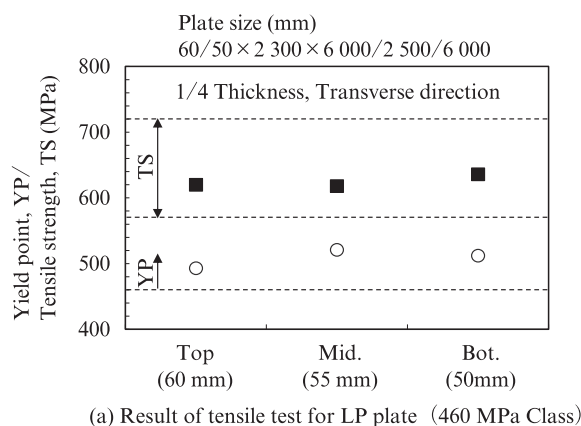 Plate size (mm)
60/50×2 300×6 000/2 500/6 000
800
700
600
500
400
Yield point, YP/
Tensile strength, TS (MPa)
1/4 Thickness, Transverse direction
TS
YP
Top
(60 mm)
Mid.
(55 mm)
Bot.
(50mm)
(a) Result of tensile test for LP plate (460 MPa Class)